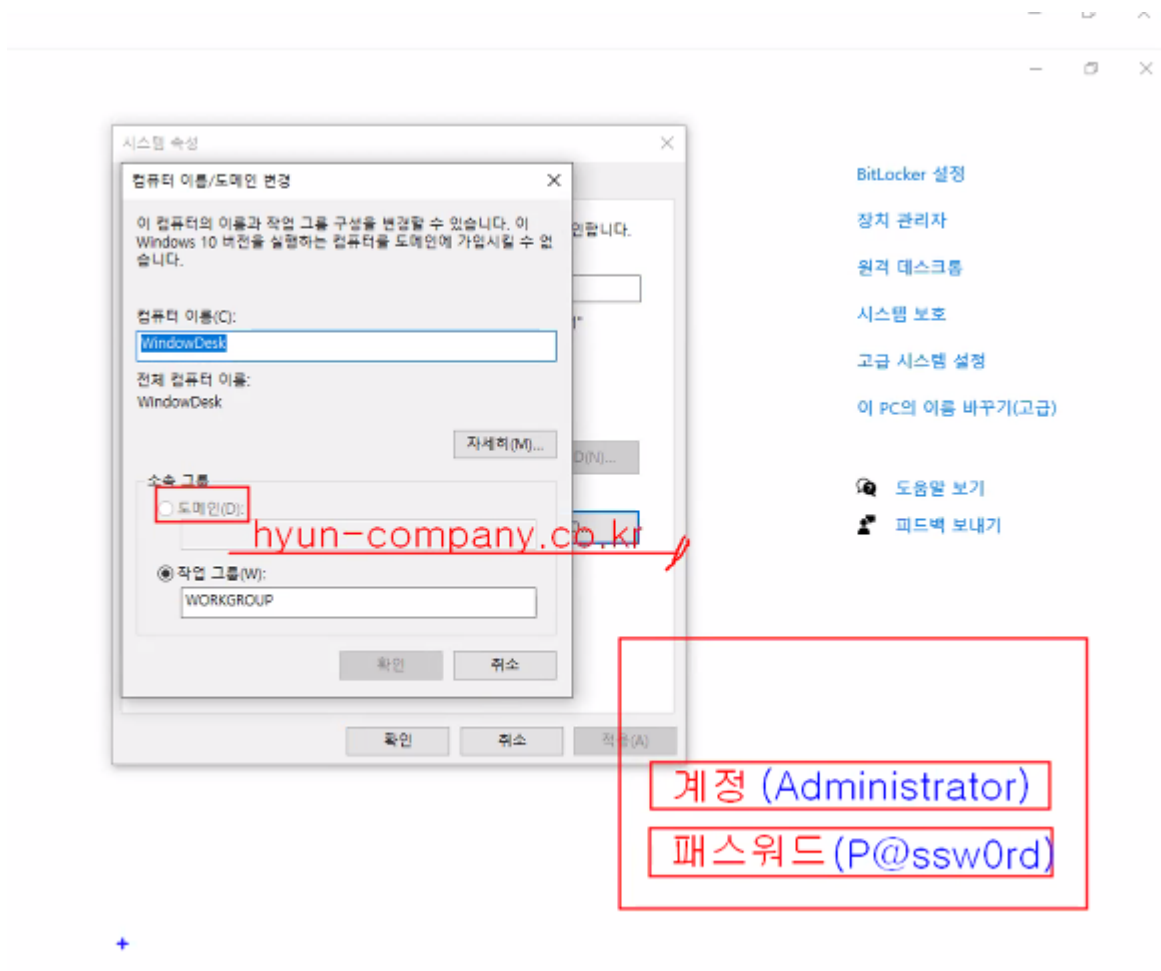 시스템 속성
컴퓨터 이름/도메인 변경
이 컴퓨터의 이름과 작업 그룹 구성을 변경할 수 있습니다. 이
Windows 10 버전을 실행하는 컴퓨터를 도메인에 가입시킬 수 없
습니다.
인합니다.
컴퓨터 이름(C):
WindowDesk
전체 컴퓨터 이름:
WindowDesk
자세히(M)...
D(N)...
소속 그룹
도메인(D):
hyun-company.co.kr
작업 그룹(W):
WORKGROUP
확인
취소
확인
취소
적용(A)
BitLocker 설정
장치 관리자
원격 데스크톱
시스템 보호
고급 시스템 설정
이 PC의 이름 바꾸기(고급)
도움말 보기
피드백 보내기
계정 (Administrator)
패스워드(P@ssw0rd)